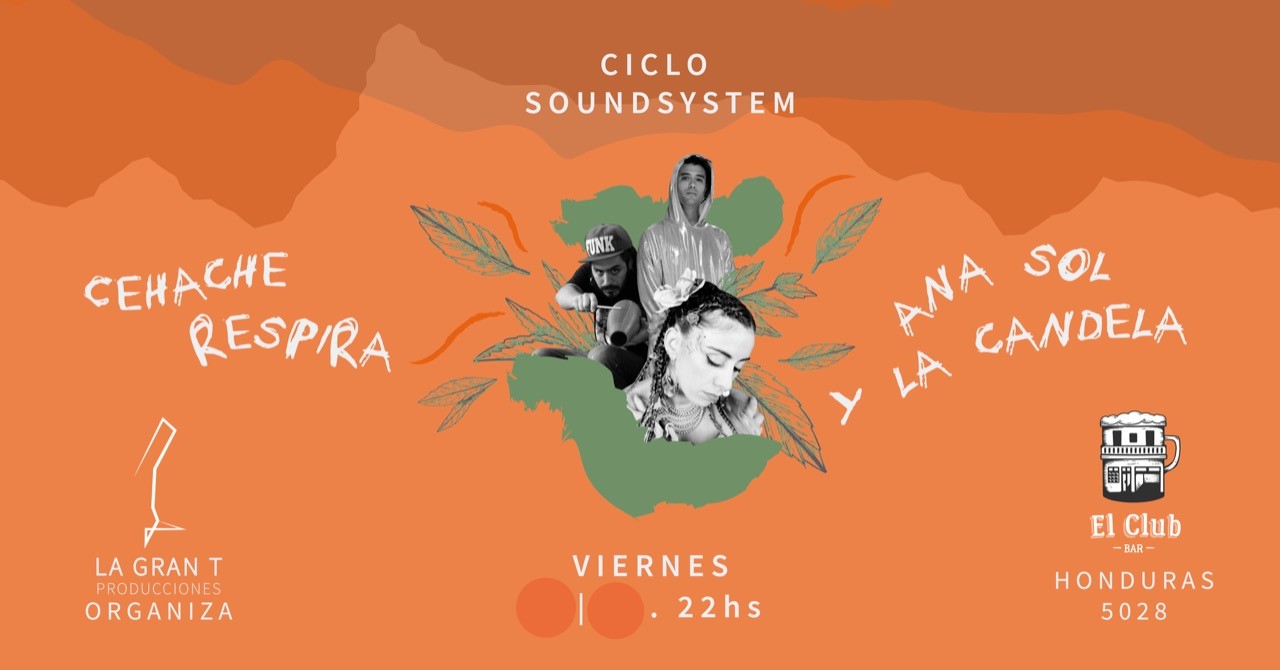 CICLO
SOUNDSYSTEM
FUNK
CEHACHE
RESPIRA
ANA SOL
Y LA CANDELA
LA GRAN T
PRODUCCIONES
ORGANIZA
VIERNES
| . 22hs
El Club
BAR
HONDURAS
5028